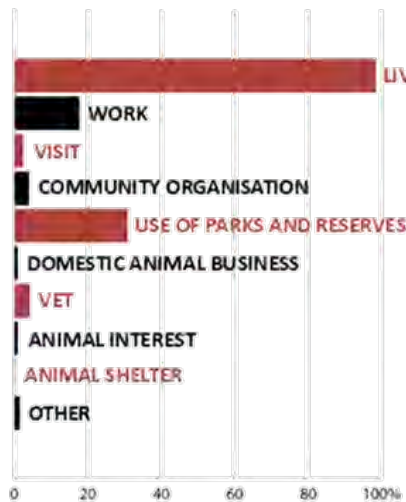 LIV
WORK
VISIT
COMMUNITY ORGANISATION
USE OF PARKS AND RESERVES
DOMESTIC ANIMAL BUSINESS
VET
ANIMAL INTEREST
ANIMAL SHELTER
OTHER
0 20 40 60 80 100%